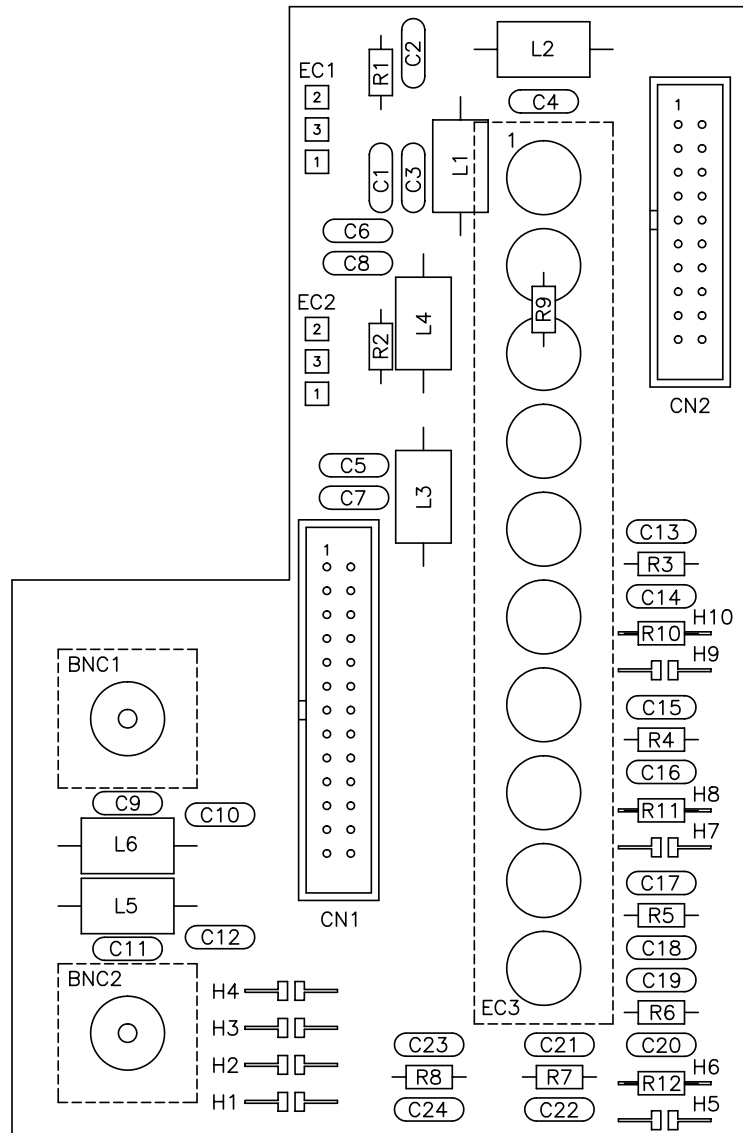 L2
C2
R1
EC1
2
3
1
C4
1
1
C1
C3
L1
C6
C8
EC2
2
3
1
R2
L4
R9
CN2
C5
C7
L3
1
C13
R3
C14
H10
R10
H9
BNC1
C15
R4
C16
C9
C10
H8
R11
H7
L6
C17
L5
CN1
R5
C12
C11
C18
BNC2
C19
H4
EC3
R6
H3
C23
C21
C20
H2
H6
R8
R7
R12
H1
C24
C22
H5